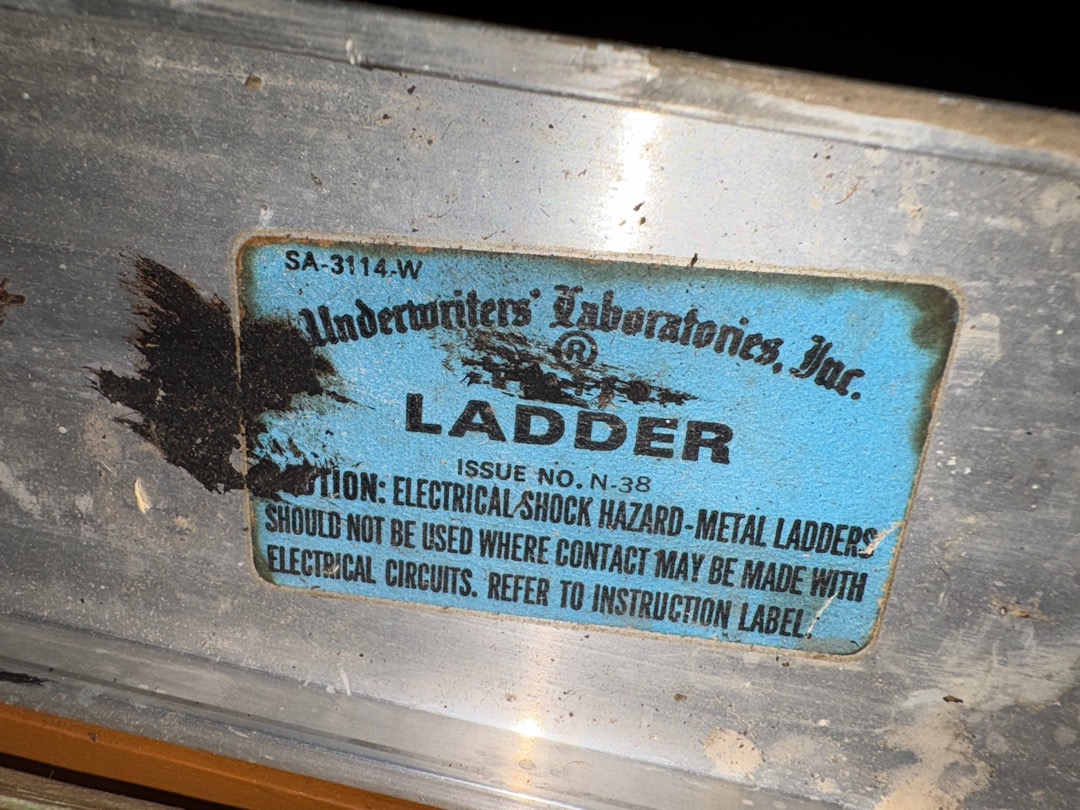 SA-3114-W
Underwriters' Laboratories, Inc.
®
LADDER
ISSUE NO. N-38
ELECTRICAL/SHOCK HAZARD-METAL LADDERS
SHOULD NOT BE USED WHERE CONTACT MAY BE MADE WITH
ELECTRICAL CIRCUITS. REFER TO INSTRUCTION LABEL.